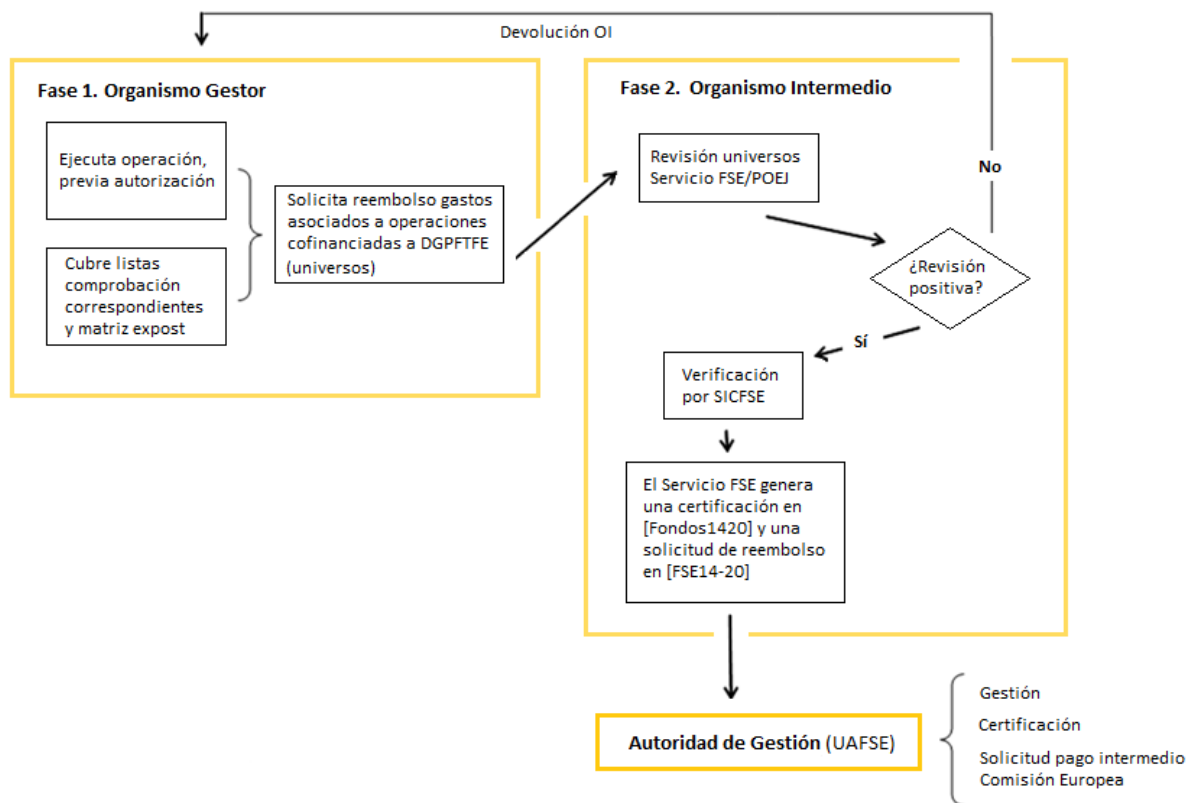 Devolución OI
Fase 1. Organismo Gestor
Ejecuta operación,
previa autorización
Cubre listas
comprobación
correspondientes
y matriz expost
Solicita reembolso gastos
asociados a operaciones
cofinanciadas a DGPFTFE
(universos)
Fase 2. Organismo Intermedio
Revisión universos
Servicio FSE/POEJ
No
¿Revisión
positiva?
Sí
Verificación
por SICFSE
El Servicio FSE genera
una certificación en
[Fondos1420] y una
solicitud de reembolso
en [FSE14-20]
Autoridad de Gestión (UAFSE)
Gestión
Certificación
Solicitud pago intermedio
Comisión Europea